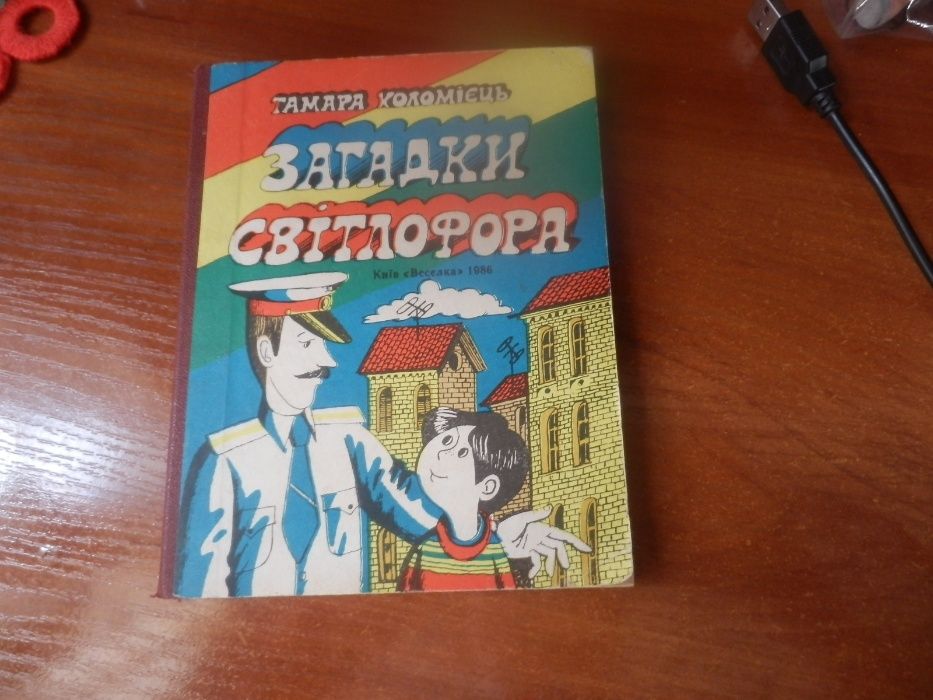 ТАМАРА КОЛОМІЄЦЬ
ЗАГАДКИ
СВІТЛОФОРА
Київ «Веселка» 1986